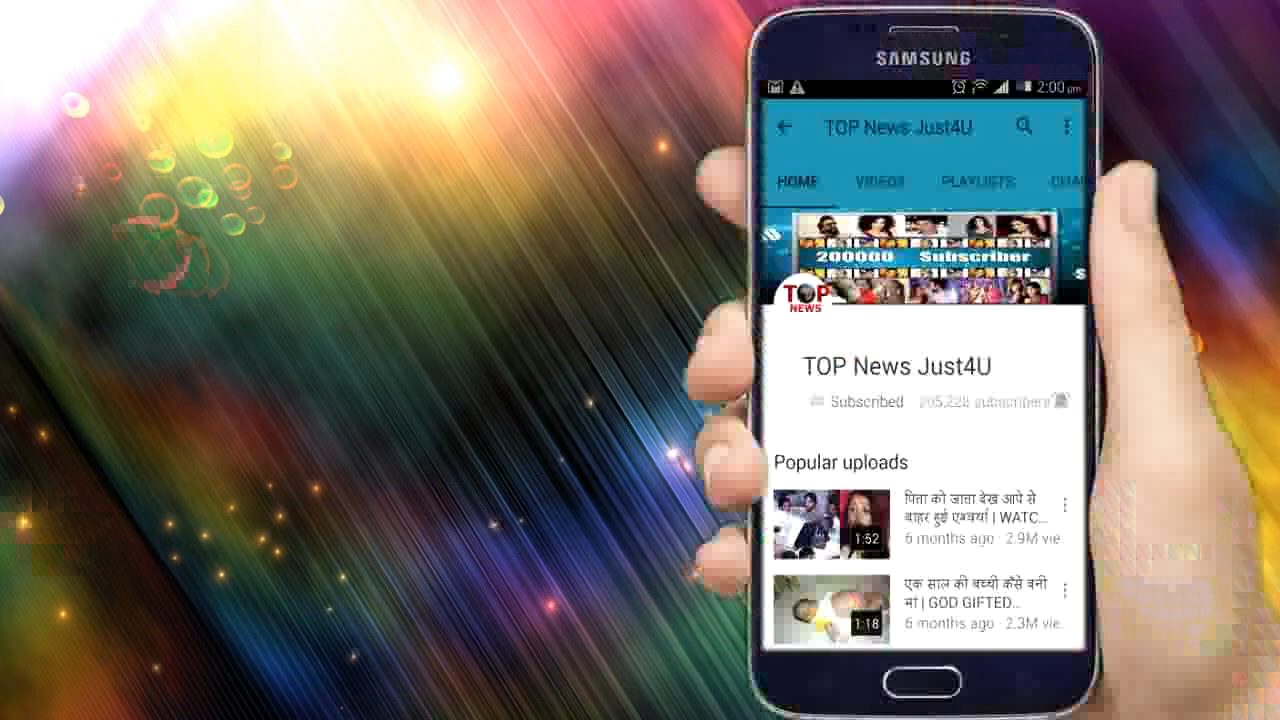 SAMSUNG
2:00 pm
TOP News Just4U
HOME VIDEOS PLAYLISTS
200000 Subscriber
TOP
NEWS
TOP News Just4U
Subscribed 205,228 subscribers
Popular uploads
पिता को जाता देख आपे से
बाहर हुई एश्वर्या | WATC...
1:52
6 months ago · 2.9M vie
एक साल की बच्ची कैसे बनी
मां | GOD GIFTED...
1:18
6 months ago · 2.3M vie